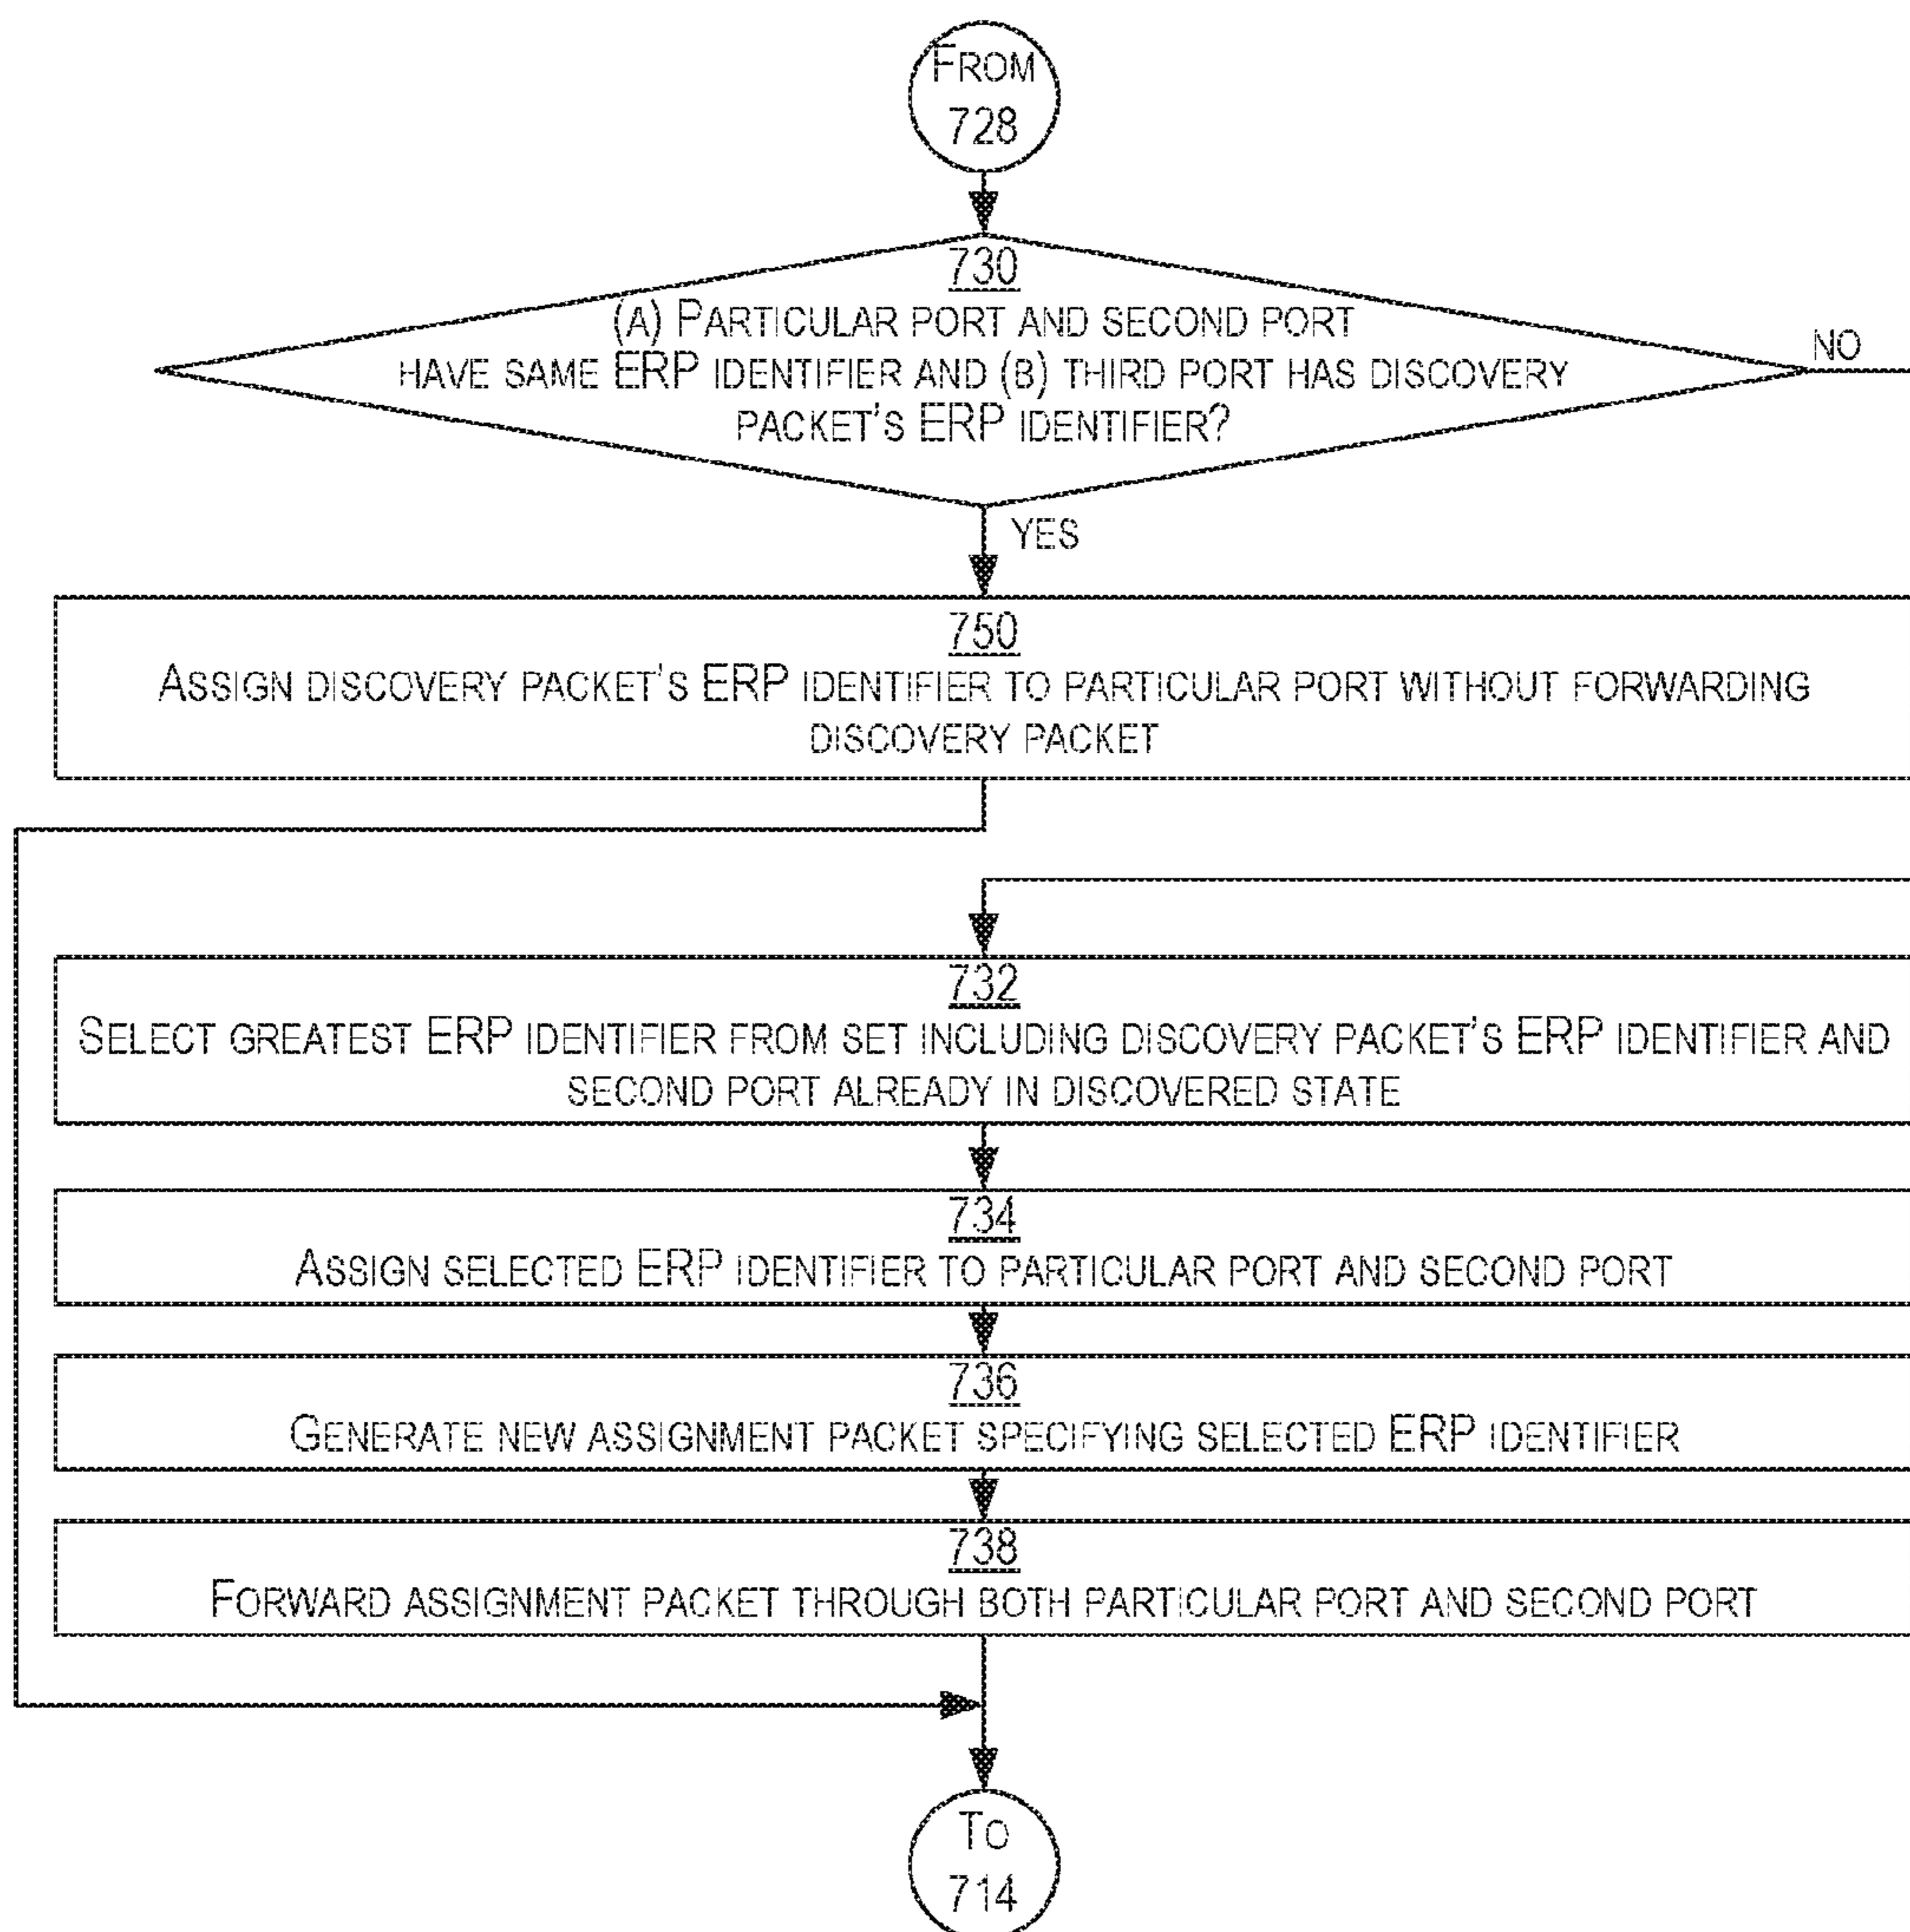 FROM
728
730
(A) PARTICULAR PORT AND SECOND PORT
HAVE SAME ERP IDENTIFIER AND (B) THIRD PORT HAS DISCOVERY
PACKET'S ERP IDENTIFIER?
NO
YES
750
ASSIGN DISCOVERY PACKET'S ERP IDENTIFIER TO PARTICULAR PORT WITHOUT FORWARDING
DISCOVERY PACKET
732
SELECT GREATEST ERP IDENTIFIER FROM SET INCLUDING DISCOVERY PACKET'S ERP IDENTIFIER AND
SECOND PORT ALREADY IN DISCOVERED STATE
734
ASSIGN SELECTED ERP IDENTIFIER TO PARTICULAR PORT AND SECOND PORT
736
GENERATE NEW ASSIGNMENT PACKET SPECIFYING SELECTED ERP IDENTIFIER
738
FORWARD ASSIGNMENT PACKET THROUGH BOTH PARTICULAR PORT AND SECOND PORT
TO
714